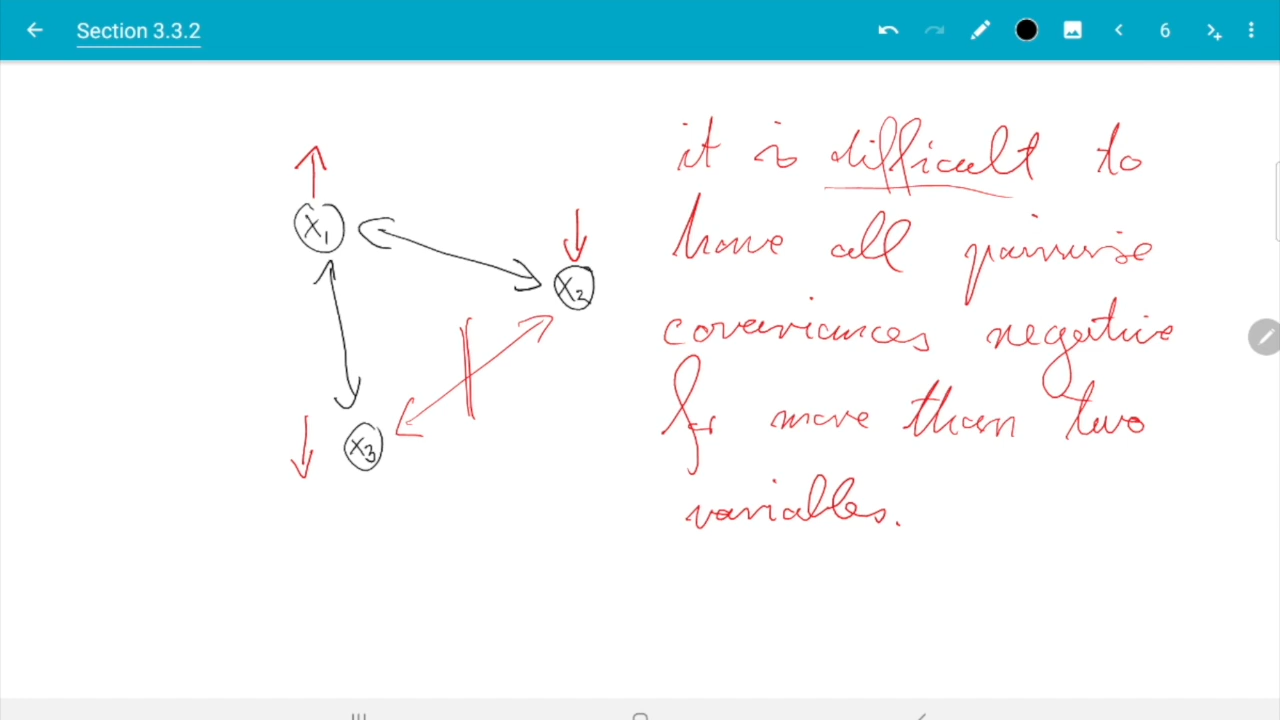 Section 3.3.2
6
X1
X2
X3
it is difficult to
have all pairwise
covariances negative
for more than two
variables.